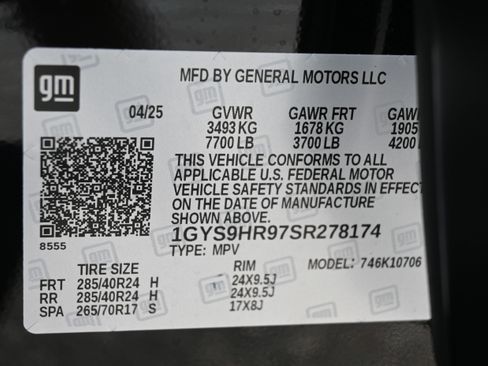 gm
MFD BY GENERAL MOTORS LLC
04/25 GVWR GAWR FRT GAW
3493 KG 1678 KG 1905
7700 LB 3700 LB 4200
THIS VEHICLE CONFORMS TO ALL
APPLICABLE U.S. FEDERAL MOTOR
VEHICLE SAFETY STANDARDS IN EFFECT
ON THE DATE OF MANUFACTURE
SHOWN ABOVE.
8555
1GYS9HR97SR278174
TYPE: MPV
TIRE SIZE RIM MODEL: 746K10706
FRT 285/40R24 H 24X9.5J
RR 285/40R24 H 24X9.5J
SPA 265/70R17 S 17X8J